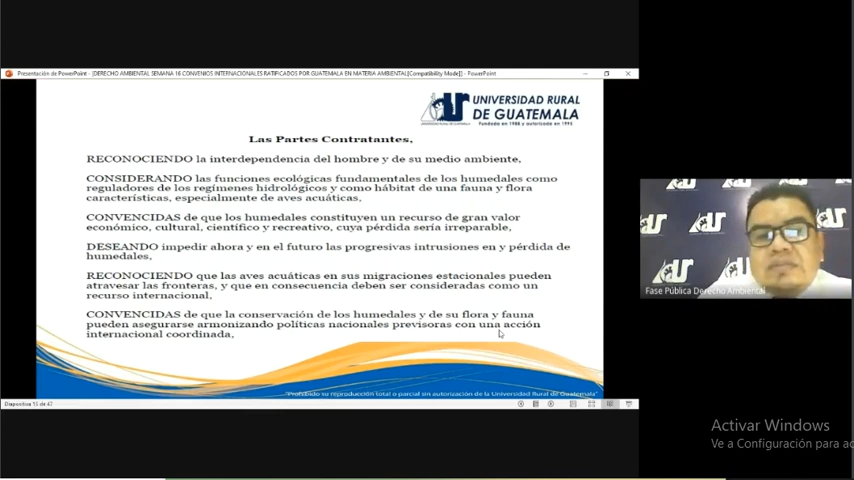 Presentación de PowerPoint - [DERECHO AMBIENTAL SEMANA 16 CONVENIOS INTERNACIONALES RATIFICADOS POR GUATEMALA EN MATERIA AMBIENTAL[Compatibility Mode]] - PowerPoint
UNIVERSIDAD RURAL
DE GUATEMALA
Fundada en 1988 y autorizada en 1995
Las Partes Contratantes,
RECONOCIENDO la interdependencia del hombre y de su medio ambiente,
CONSIDERANDO las funciones ecológicas fundamentales de los humedales como
reguladores de los regímenes hidrológicos y como hábitat de una fauna y flora
características, especialmente de aves acuáticas,
CONVENCIDAS de que los humedales constituyen un recurso de gran valor
económico, cultural, científico y recreativo, cuya pérdida sería irreparable,
DESEANDO impedir ahora y en el futuro las progresivas intrusiones en y pérdida de
humedales,
RECONOCIENDO que las aves acuáticas en sus migraciones estacionales pueden
atravesar las fronteras, y que en consecuencia deben ser consideradas como un
recurso internacional,
CONVENCIDAS de que la conservación de los humedales y de su flora y fauna
pueden asegurarse armonizando políticas nacionales previsoras con una acción
internacional coordinada,
"Prohibido su reproducción total o parcial sin autorización de la Universidad Rural de Guatemala"
Diapositiva 15 de 47
Fase Pública Derecho Ambiental
Activar Windows
Ve a Configuración para ac